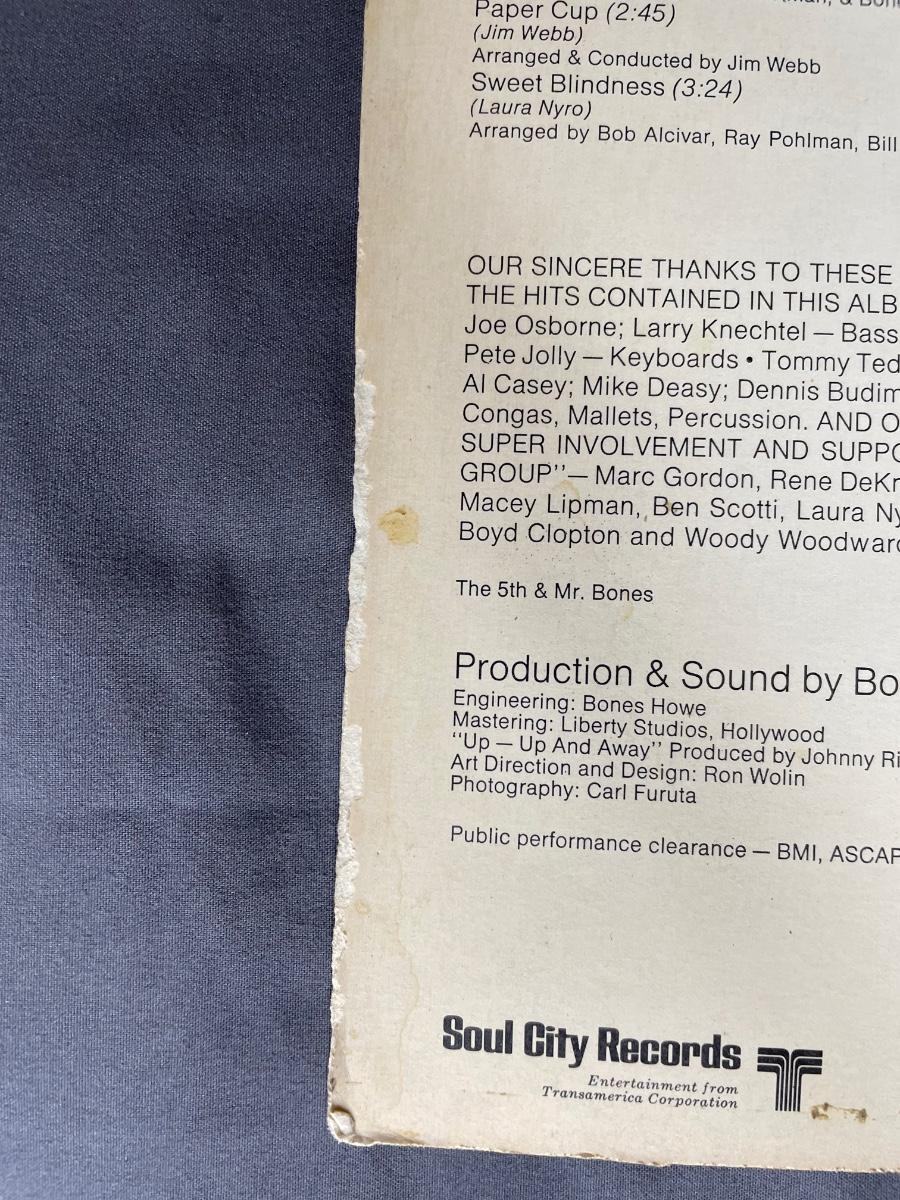 & Bon
Paper Cup (2:45)
(Jim Webb)
Arranged & Conducted by Jim Webb
Sweet Blindness (3:24)
(Laura Nyro)
Arranged by Bob Alcivar, Ray Pohlman, Bill
OUR SINCERE THANKS TO THESE
THE HITS CONTAINED IN THIS ALB
Joe Osborne; Larry Knechtel — Bass
Pete Jolly — Keyboards • Tommy Ted
Al Casey; Mike Deasy; Dennis Budim
Congas, Mallets, Percussion. AND O
SUPER INVOLVEMENT AND SUPPO
GROUP"— Marc Gordon, Rene DeKn
Macey Lipman, Ben Scotti, Laura Ny
Boyd Clopton and Woody Woodward
The 5th & Mr. Bones
Production & Sound by Bo
Engineering: Bones Howe
Mastering: Liberty Studios, Hollywood
"Up — Up And Away" Produced by Johnny Ri
Art Direction and Design: Ron Wolin
Photography: Carl Furuta
Public performance clearance — BMI, ASCAP
Soul City Records
Entertainment from
Transamerica Corporation